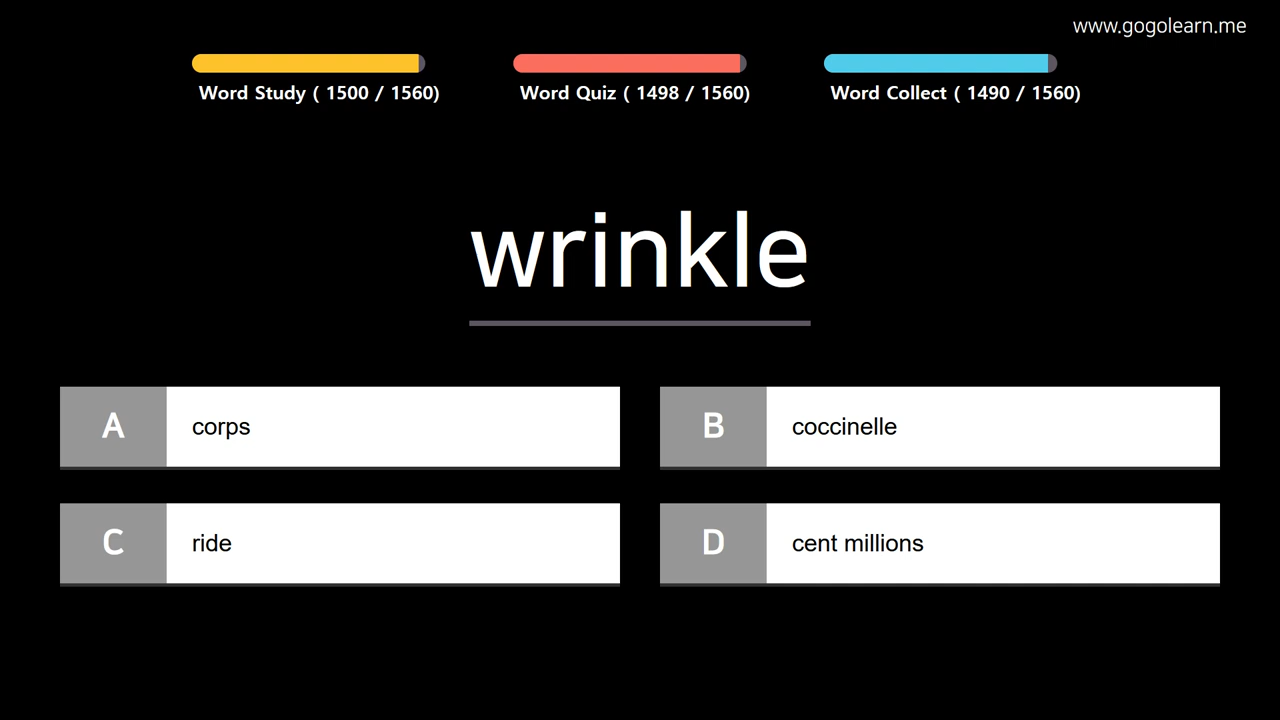 www.gogolearn.me
Word Study ( 1500 / 1560)
Word Quiz ( 1498 / 1560)
Word Collect ( 1490 / 1560)
wrinkle
A corps
B coccinelle
C ride
D cent millions